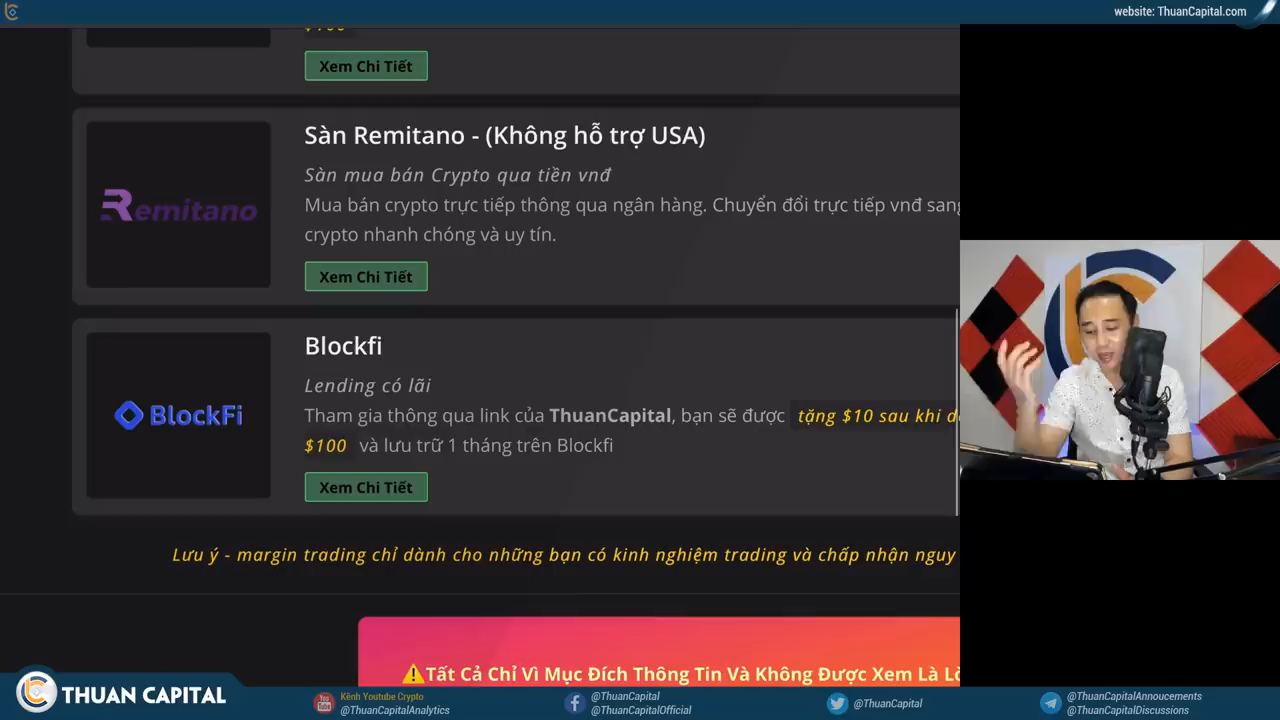 website: ThuanCapital.com
$100
Xem Chi Tiết
Sàn Remitano - (Không hỗ trợ USA)
Sàn mua bán Crypto qua tiền vnđ
Remitano
Mua bán crypto trực tiếp thông qua ngân hàng. Chuyển đổi trực tiếp vnđ sang
crypto nhanh chóng và uy tín.
Xem Chi Tiết
Blockfi
Lending có lãi
BlockFi
Tham gia thông qua link của ThuanCapital, bạn sẽ được tặng $10 sau khi
$100 và lưu trữ 1 tháng trên Blockfi
Xem Chi Tiết
Lưu ý - margin trading chỉ dành cho những bạn có kinh nghiệm trading và chấp nhận nguy
⚠️Tất Cả Chỉ Vì Mục Đích Thông Tin Và Không Được Xem Là
THUAN CAPITAL
You Tube
Kênh Youtube Crypto
@ThuanCapitalAnalytics
@ThuanCapital
@ThuanCapitalOfficial
@ThuanCapital
@ThuanCapitalAnnoucements
@ThuanCapitalDiscussions